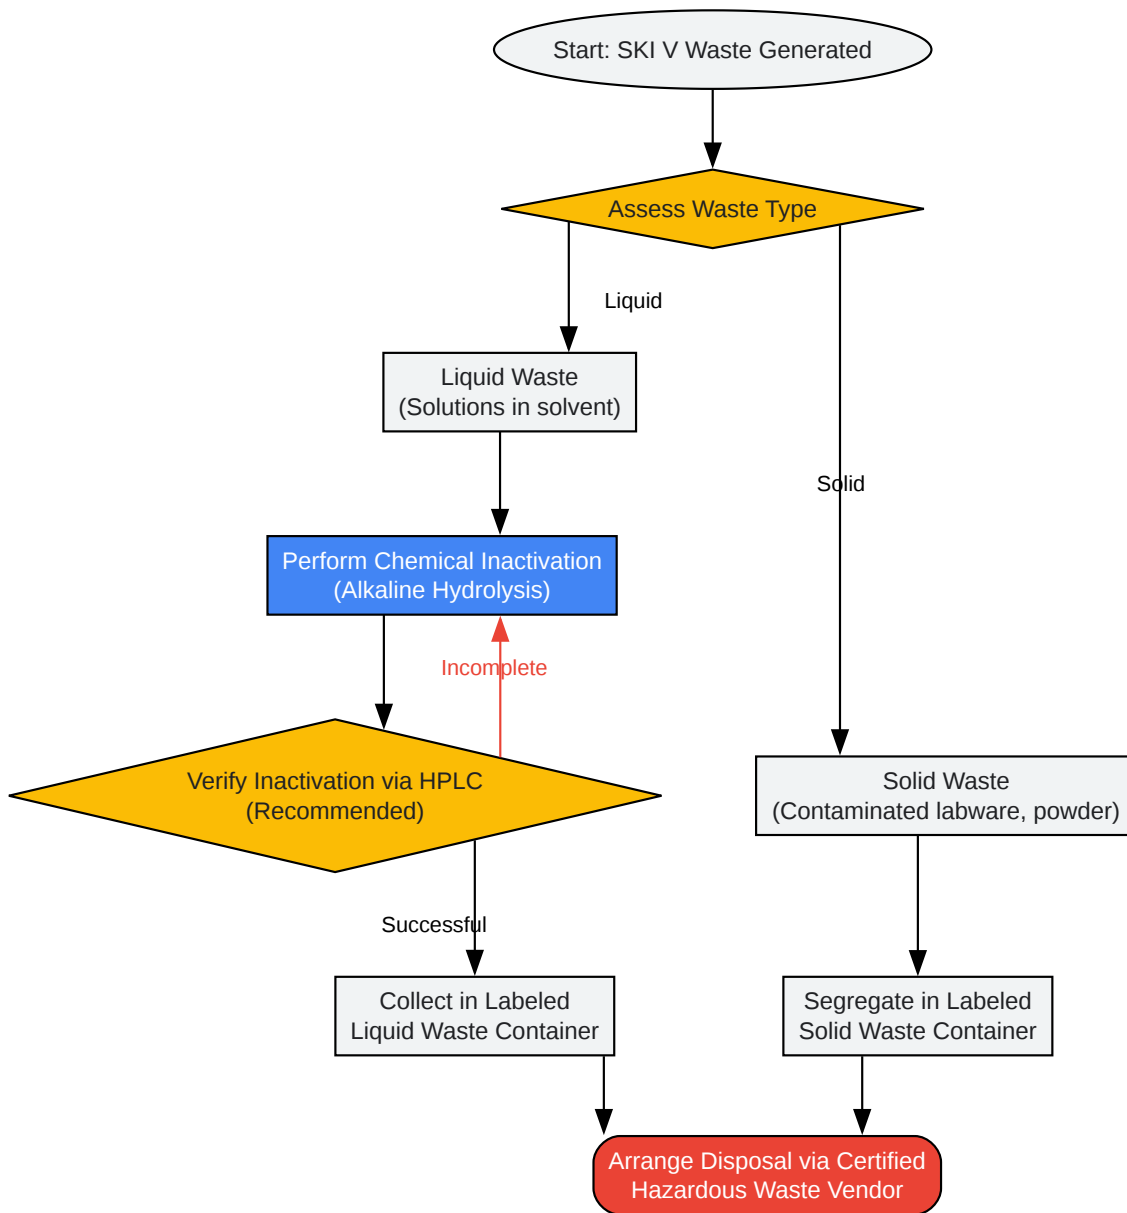 Start: SKI V Waste Generated
Assess Waste Type
Liquid
Liquid Waste
(Solutions in solvent)
Solid
Perform Chemical Inactivation
(Alkaline Hydrolysis)
Incomplete
Verify Inactivation via HPLC
(Recommended)
Solid Waste
(Contaminated labware, powder)
Successful
Collect in Labeled
Liquid Waste Container
Segregate in Labeled
Solid Waste Container
Arrange Disposal via Certified
Hazardous Waste Vendor